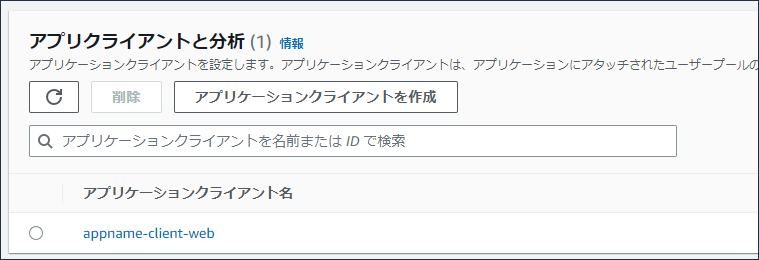 アプリクライアントと分析 (1) 情報
アプリケーションクライアントを設定します。アプリケーションクライアントは、アプリケーションにアタッチされたユーザープールの
削除 アプリケーションクライアントを作成
アプリケーションクライアントを名前または ID で検索
アプリケーションクライアント名
appname-client-web